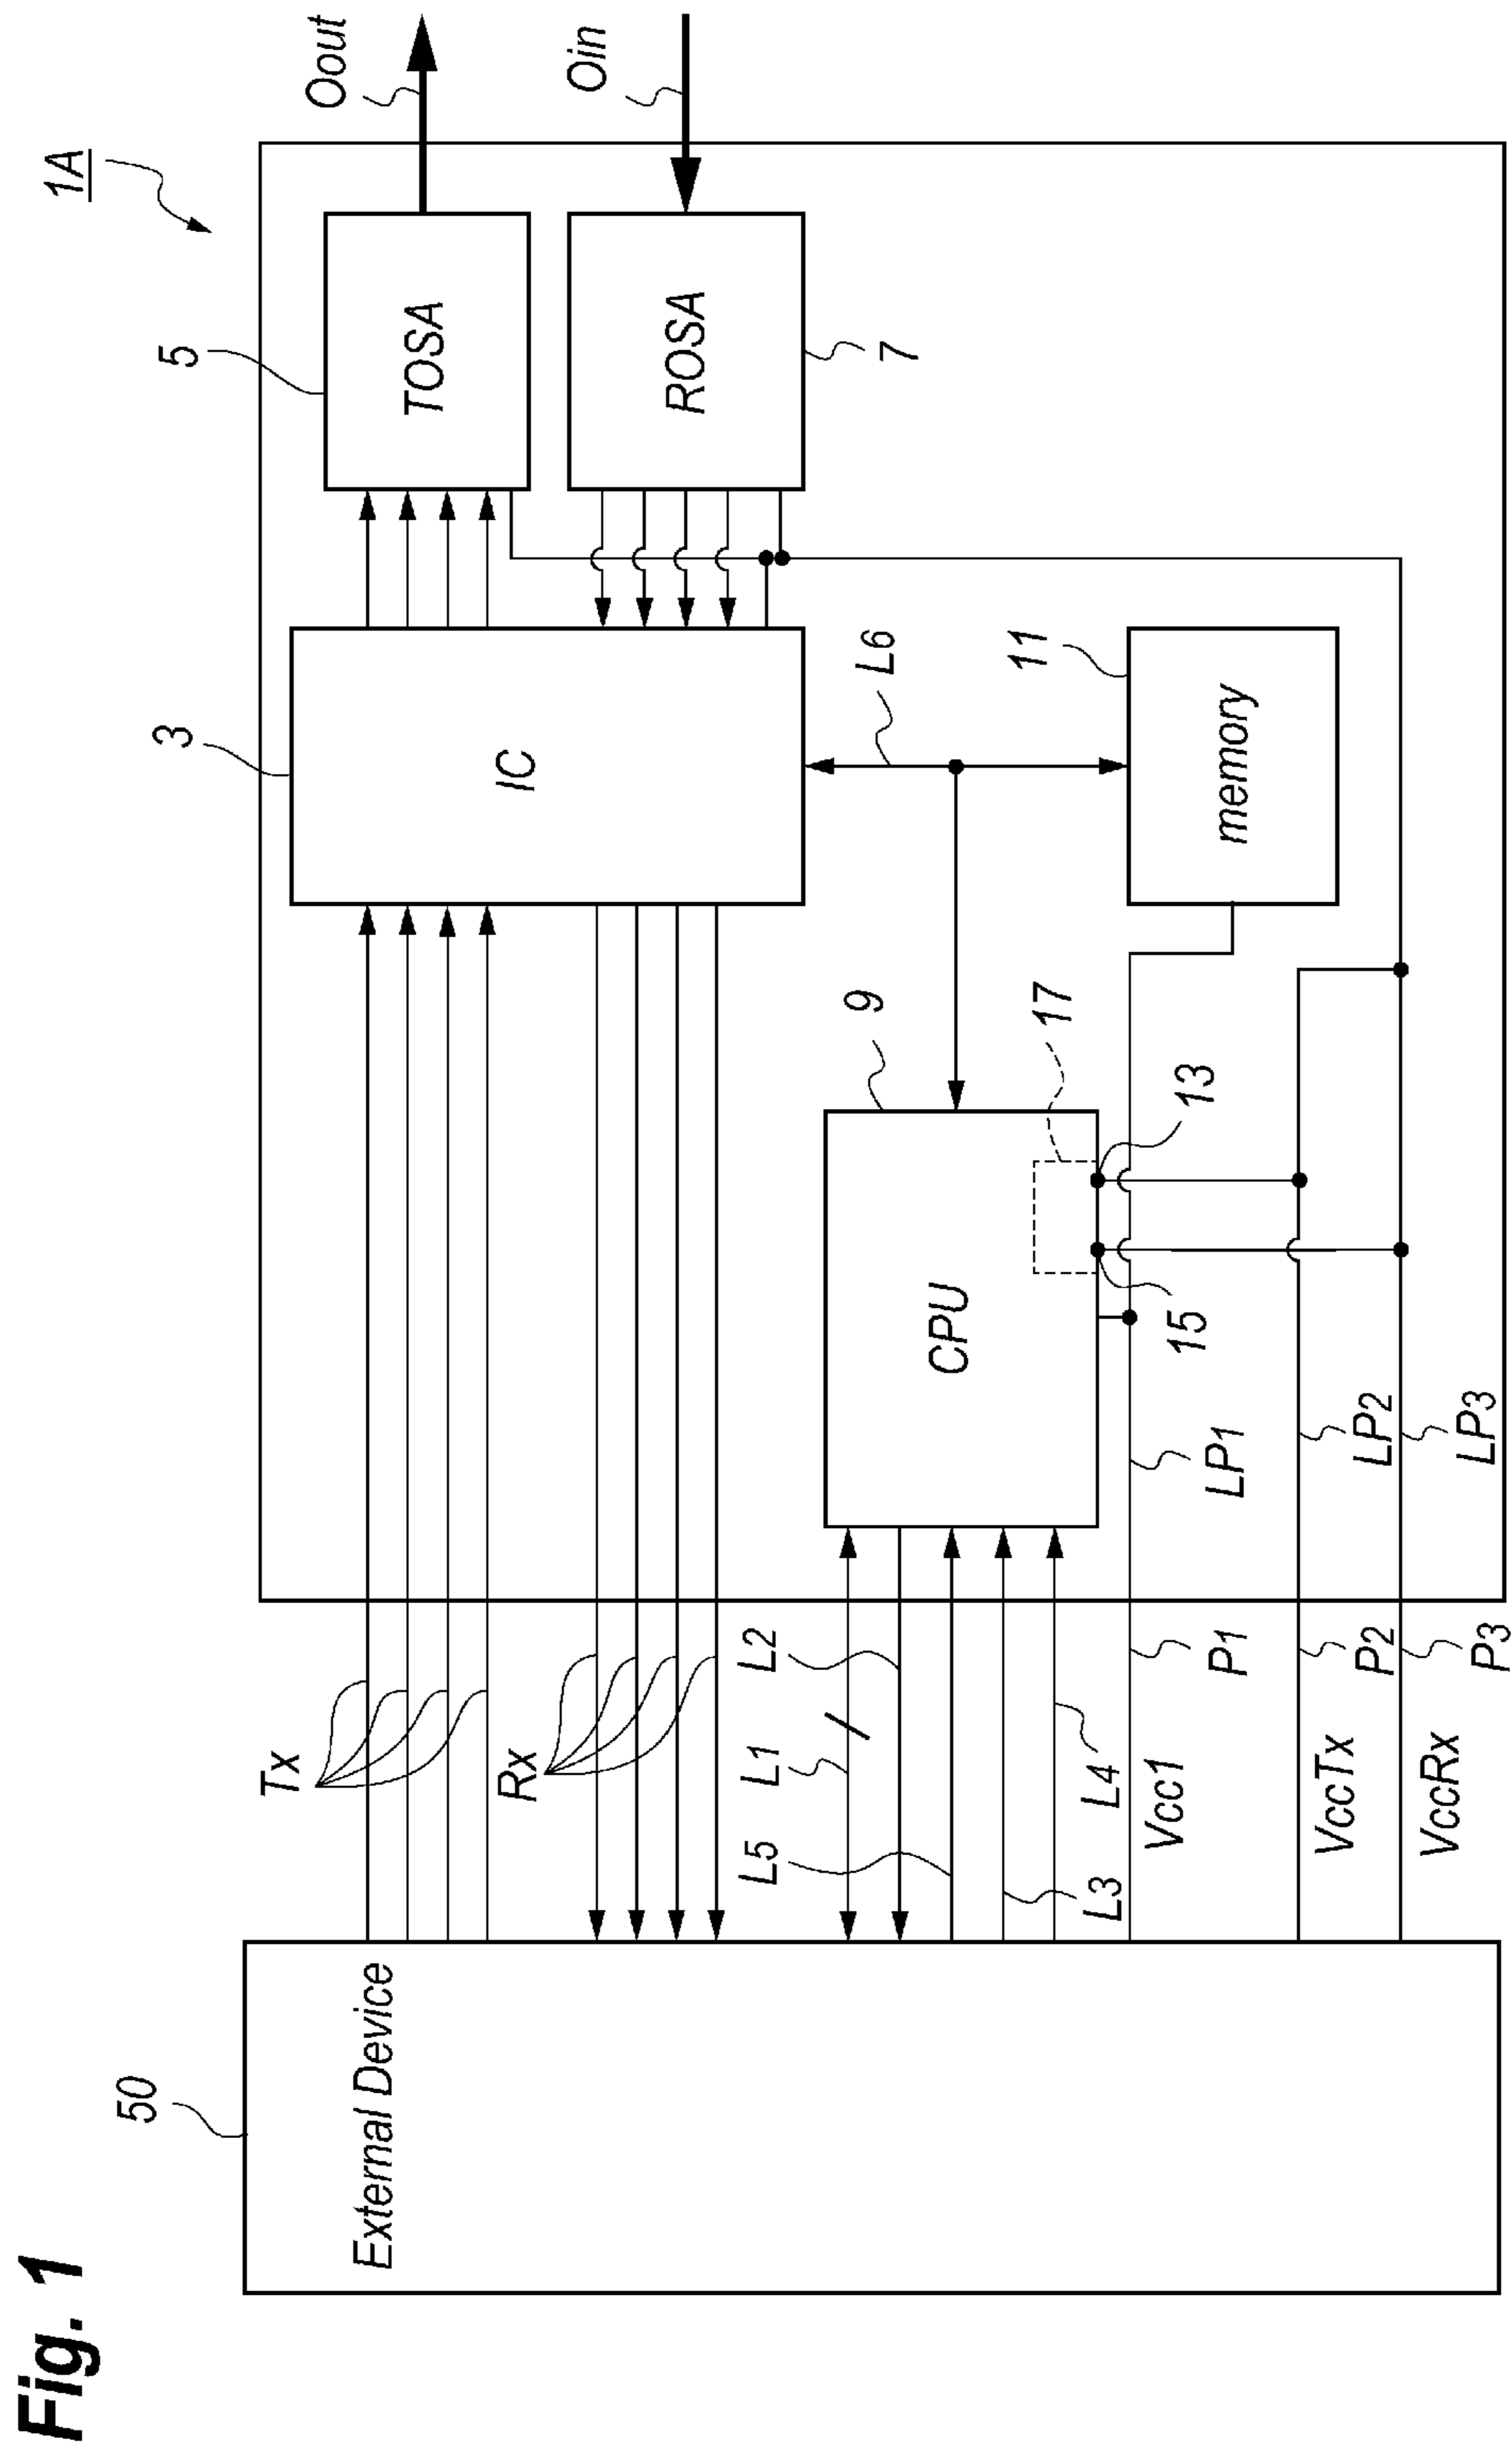 Fig. 1
1A
50
External Device
Tx
Rx
L5
L1
L2
L3
L4
Vcc1
VccTx
VccRx
P1
P2
P3
LP1
LP2
LP3
3
IC
5
TOSA
Oout
Oin
ROSA
7
L6
9
CPU
17
13
15
11
memory